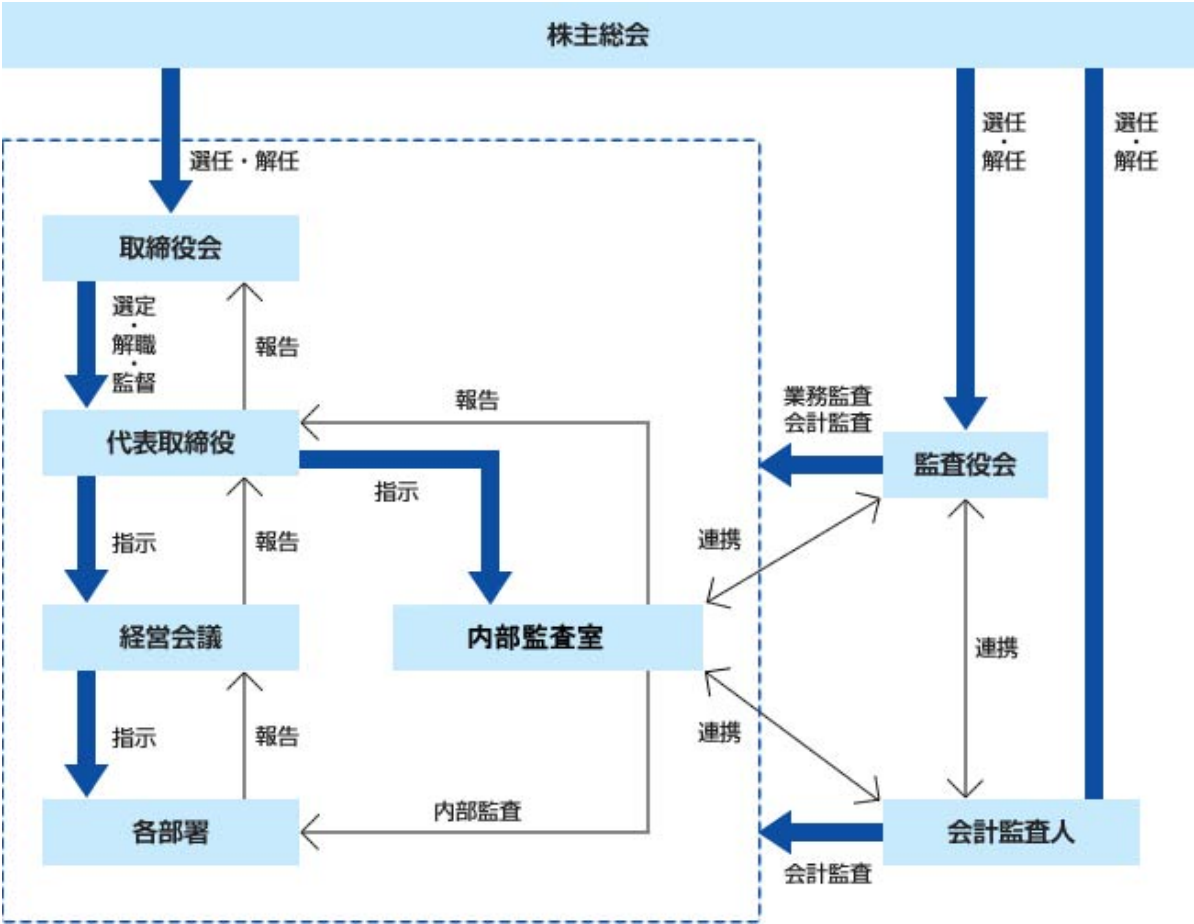 株主総会
選任・解任
選任
・
解任
選任
・
解任
取締役会
選定
・
解職
・
監督
報告
代表取締役
報告
指示
業務監査
会計監査
監査役会
指示
報告
連携
経営会議
内部監査室
連携
指示
報告
連携
各部署
内部監査
会計監査人
会計監査